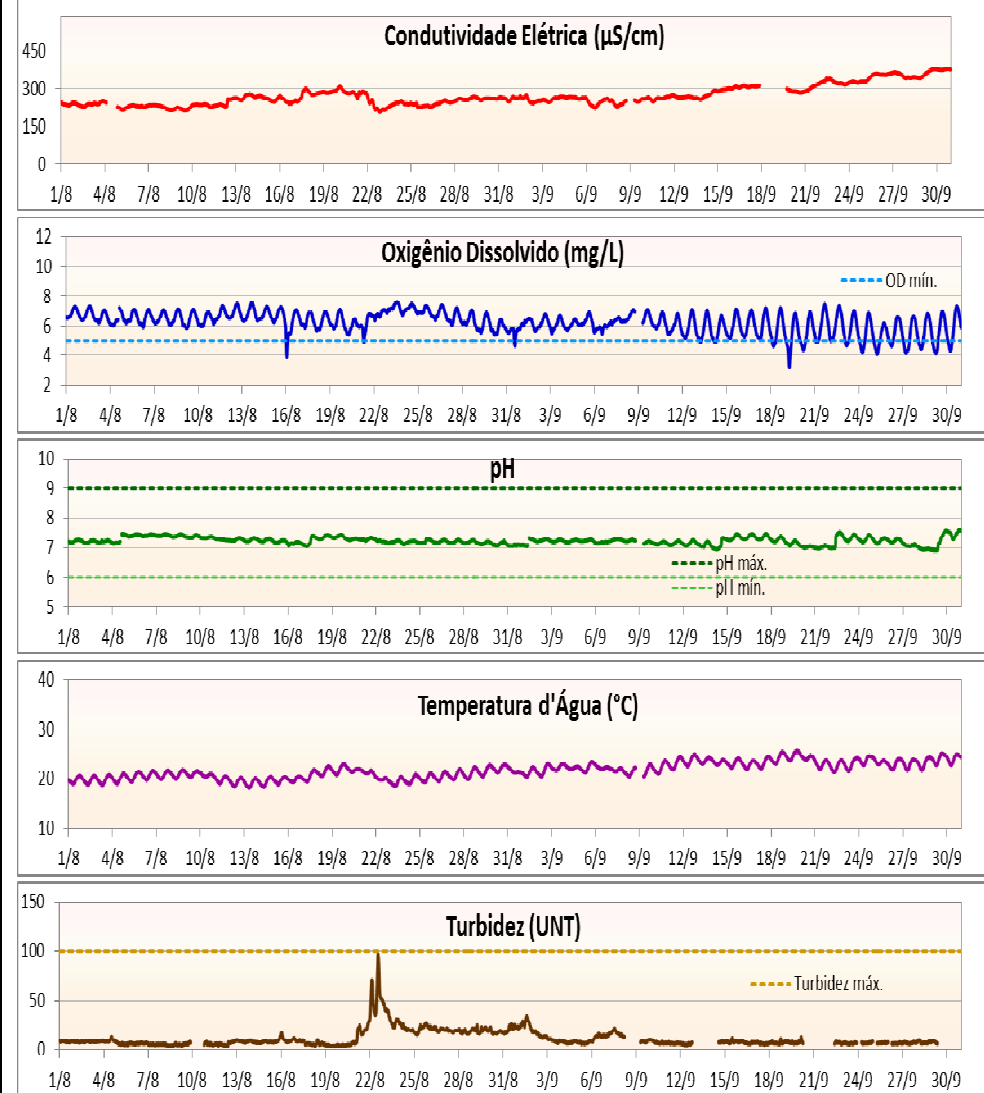 Condutividade Elétrica (µS/cm)
450
300
150
0
1/8 4/8 7/8 10/8 13/8 16/8 19/8 22/8 25/8 28/8 31/8 3/9 6/9 9/9 12/9 15/9 18/9 21/9 24/9 27/9 30/9
Oxigênio Dissolvido (mg/L)
12
10
8
6
4
2
OD mín.
1/8 4/8 7/8 10/8 13/8 16/8 19/8 22/8 25/8 28/8 31/8 3/9 6/9 9/9 12/9 15/9 18/9 21/9 24/9 27/9 30/9
pH
10
9
8
7
6
5
pH máx.
pH mín.
1/8 4/8 7/8 10/8 13/8 16/8 19/8 22/8 25/8 28/8 31/8 3/9 6/9 9/9 12/9 15/9 18/9 21/9 24/9 27/9 30/9
Temperatura d'Água (°C)
40
30
20
10
1/8 4/8 7/8 10/8 13/8 16/8 19/8 22/8 25/8 28/8 31/8 3/9 6/9 9/9 12/9 15/9 18/9 21/9 24/9 27/9 30/9
Turbidez (UNT)
150
100
50
0
Turbidez máx.
1/8 4/8 7/8 10/8 13/8 16/8 19/8 22/8 25/8 28/8 31/8 3/9 6/9 9/9 12/9 15/9 18/9 21/9 24/9 27/9 30/9